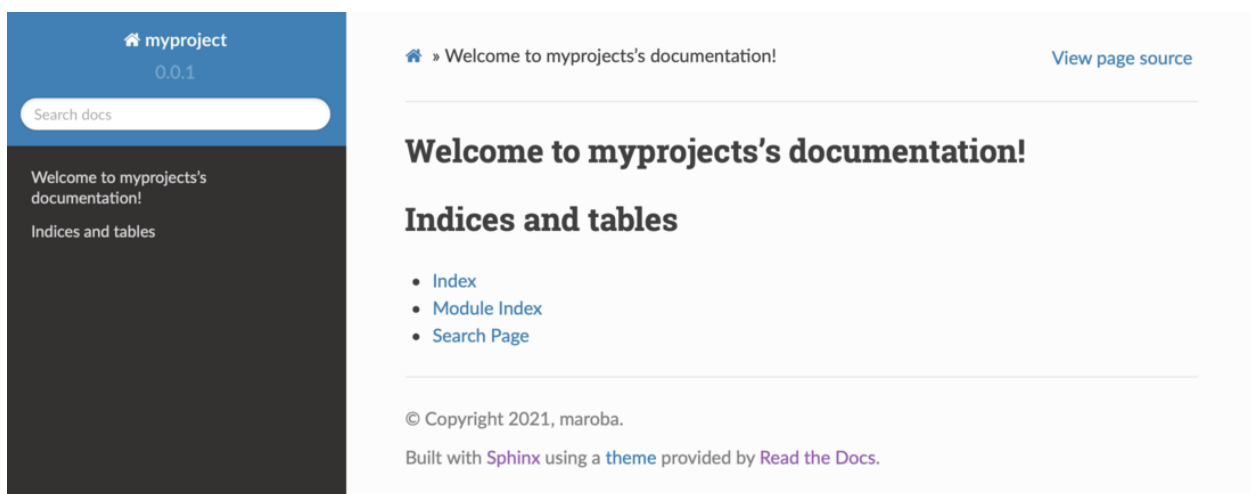 myproject
0.0.1
Search docs
Welcome to myprojects's
documentation!
Indices and tables
» Welcome to myprojects's documentation!
View page source
Welcome to myprojects's documentation!
Indices and tables
• Index
• Module Index
• Search Page
© Copyright 2021, maroba.
Built with Sphinx using a theme provided by Read the Docs.